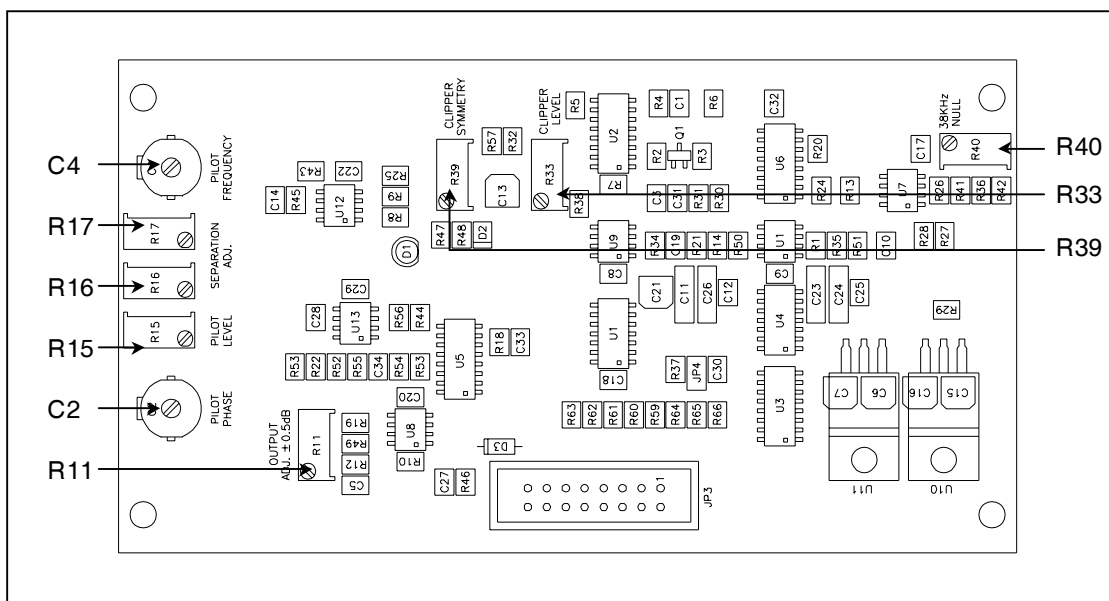 C4
R17
R16
R15
C2
R11
R40
R33
R39
PILOT
FREQUENCY
R17
SEPARATION
ADJ.
R16
R15
PILOT
LEVEL
PILOT
PHASE
OUTPUT
ADJ. ± 0.5dB
R11
CLIPPER
SYMMETRY
R39
CLIPPER
LEVEL
R33
38KHz
NULL
R40
R43
C22
R25
R9
R8
C14
R45
U12
D1
R57
R32
C13
R47
R48
D2
R38
R5
U2
R7
R4
C1
R6
Q1
R2
R3
C3
C31
R31
R30
C32
U6
R20
R24
R13
C17
U7
R26
R41
R36
R42
R28
R27
U9
C8
R34
C19
R21
R14
R50
U1
C9
R1
R35
R51
C10
C21
C11
C26
C12
C23
C24
C25
R29
C29
C28
U13
R56
R44
U5
R18
C33
U1
C18
U4
R53
R22
R52
R55
C34
R54
R53
R37
JP4
C30
U3
C7
C6
C16
C15
U11
U10
C20
U8
R10
R19
R49
R12
C5
R63
R62
R61
R60
R59
R64
R65
R66
D3
C27
R46
1
JP3